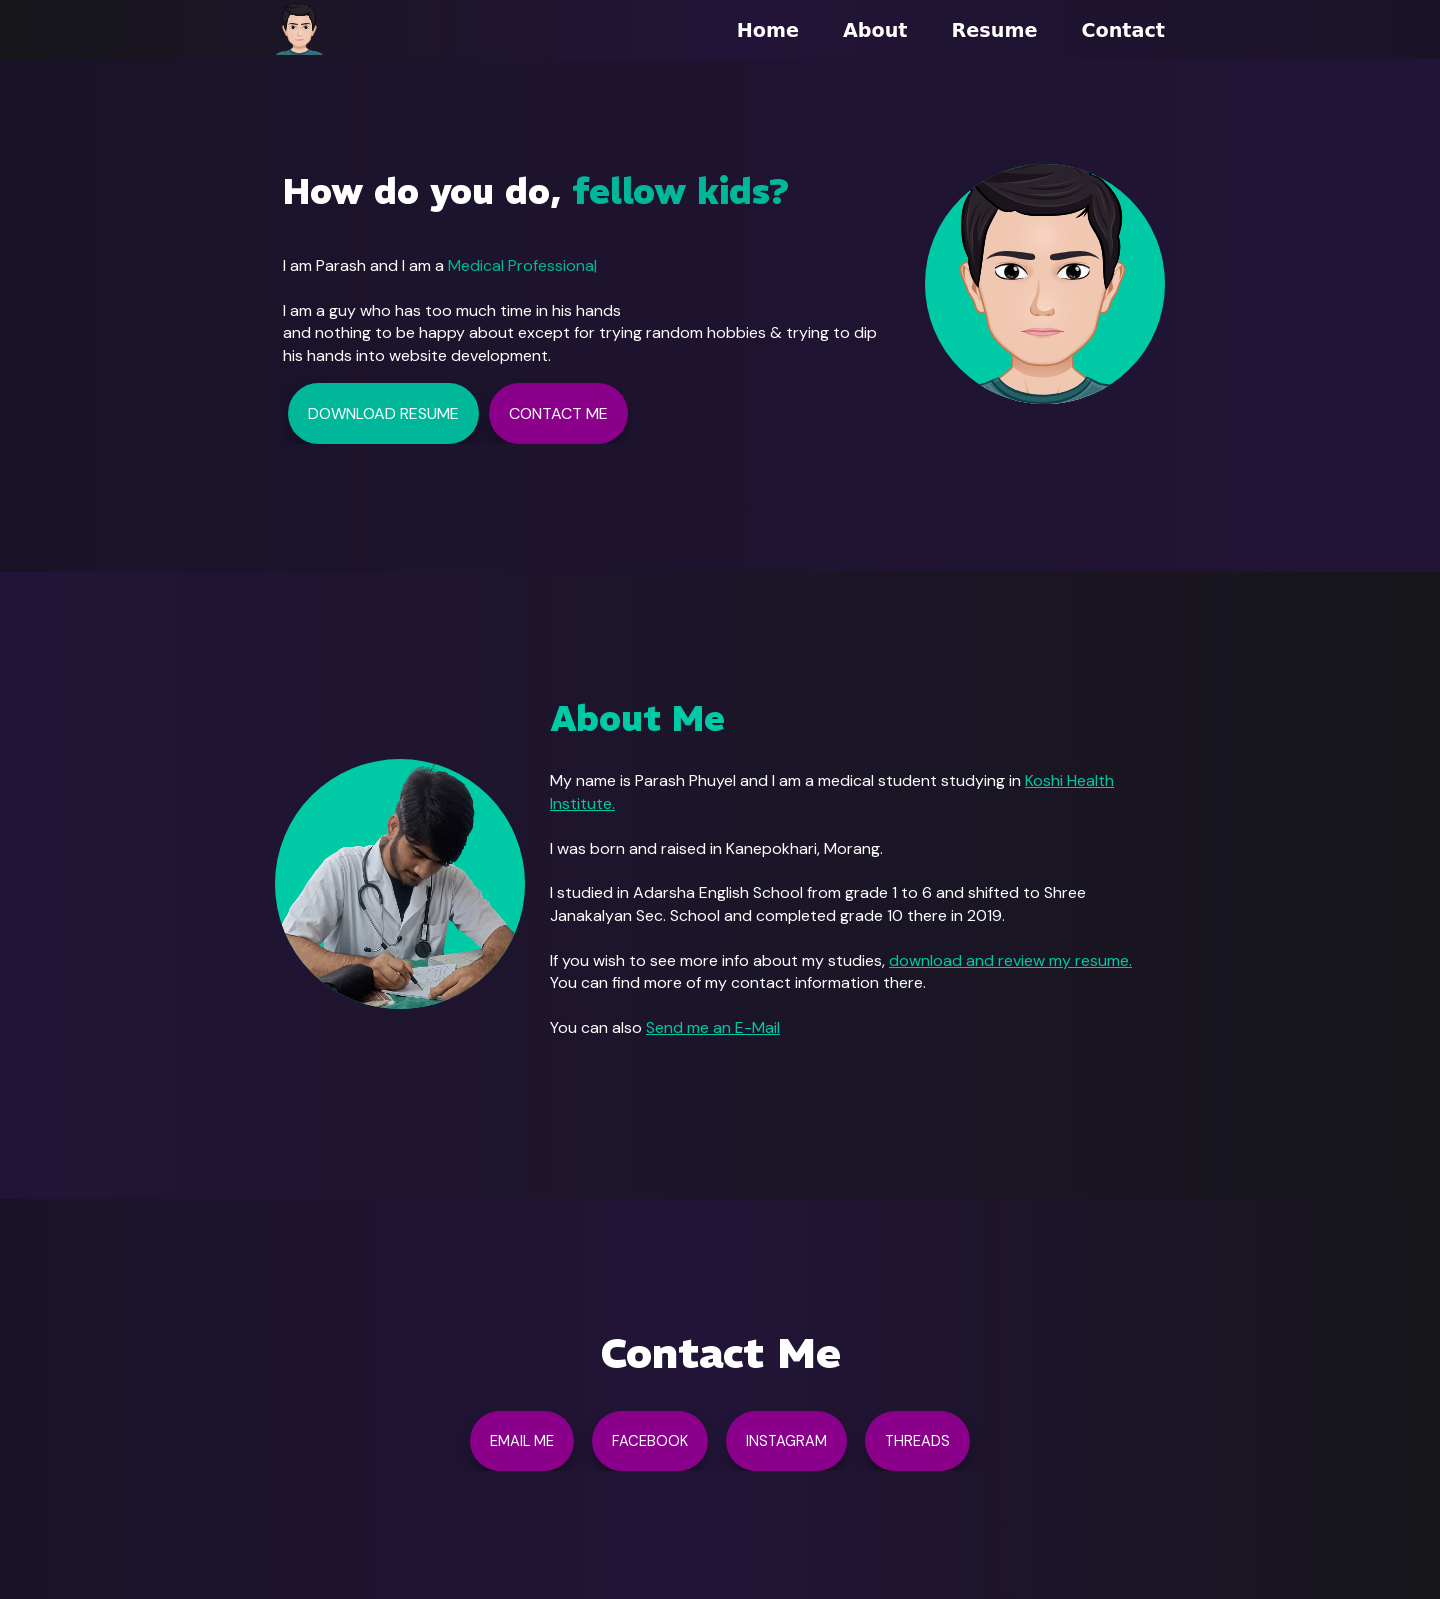 Home About Resume Contact
How do you do, fellow kids?
I am Parash and I am a Medical Professional
I am a guy who has too much time in his hands
and nothing to be happy about except for trying random hobbies & trying to dip
his hands into website development.
DOWNLOAD RESUME CONTACT ME
About Me
My name is Parash Phuyel and I am a medical student studying in Koshi Health
Institute.
I was born and raised in Kanepokhari, Morang.
I studied in Adarsha English School from grade 1 to 6 and shifted to Shree
Janakalyan Sec. School and completed grade 10 there in 2019.
If you wish to see more info about my studies, download and review my resume.
You can find more of my contact information there.
You can also Send me an E-Mail
Contact Me
EMAIL ME FACEBOOK INSTAGRAM THREADS